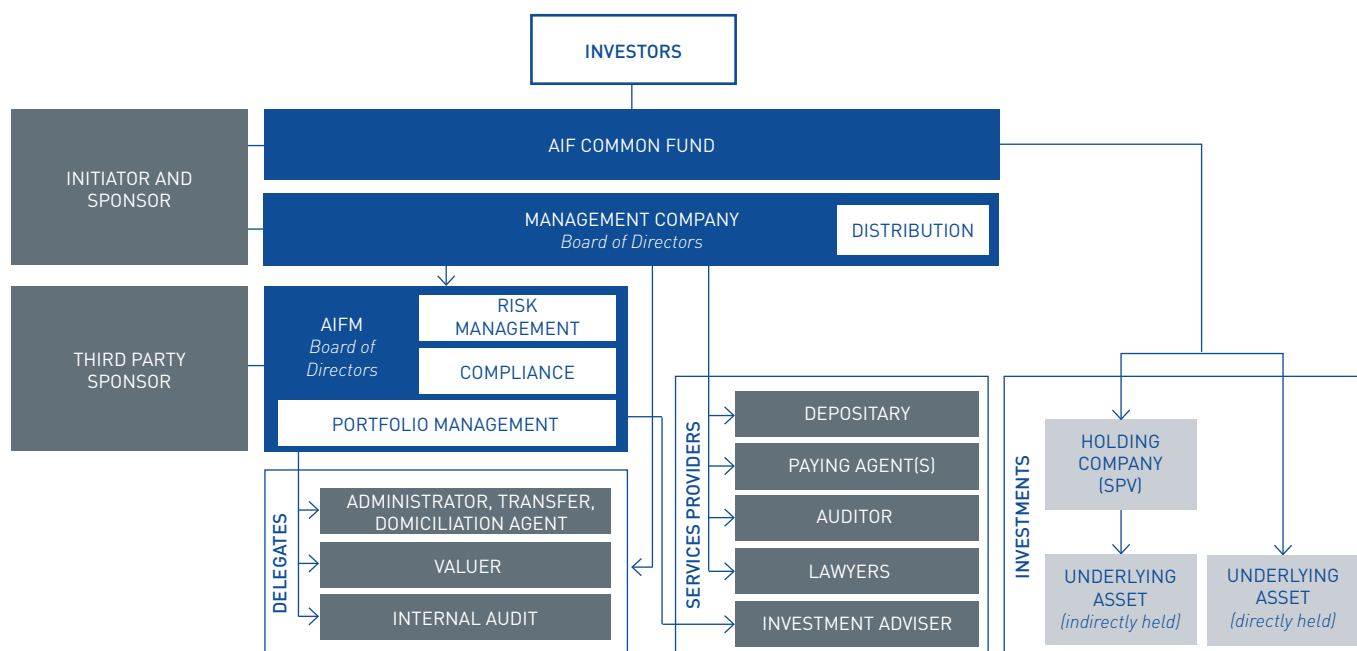 INVESTORS
INITIATOR AND
SPONSOR
AIF COMMON FUND
MANAGEMENT COMPANY
Board of Directors
DISTRIBUTION
THIRD PARTY
SPONSOR
AIFM
Board of
Directors
RISK
MANAGEMENT
COMPLIANCE
PORTFOLIO MANAGEMENT
DELEGATES
ADMINISTRATOR, TRANSFER,
DOMICILIATION AGENT
VALUER
INTERNAL AUDIT
SERVICES PROVIDERS
DEPOSITARY
PAYING AGENT(S)
AUDITOR
LAWYERS
INVESTMENT ADVISER
INVESTMENTS
HOLDING
COMPANY
(SPV)
UNDERLYING
ASSET
(indirectly held)
UNDERLYING
ASSET
(directly held)